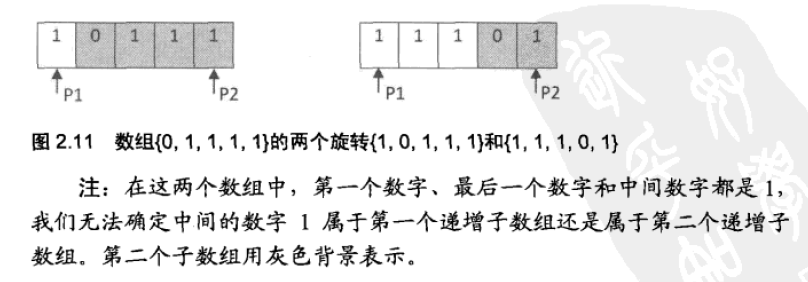 1 0 1 1 1 1 1 1 0 1
P1 P2 P1 P2
图 2.11 数组{0, 1, 1, 1, 1}的两个旋转{1, 0, 1, 1, 1}和{1, 1, 1, 0, 1}
注：在这两个数组中，第一个数字、最后一个数字和中间数字都是 1，
我们无法确定中间的数字 1 属于第一个递增子数组还是属于第二个递增子
数组。第二个子数组用灰色背景表示。